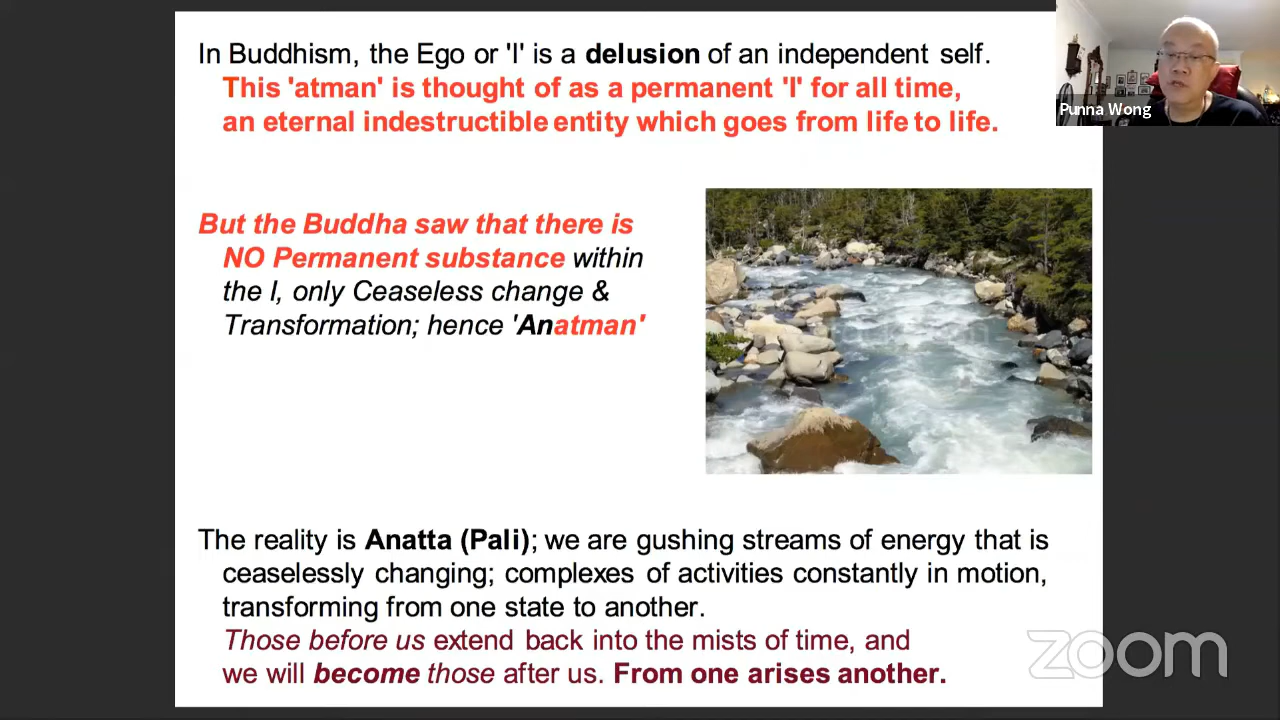 In Buddhism, the Ego or 'I' is a delusion of an independent self.
This 'atman' is thought of as a permanent 'I' for all time,
an eternal indestructible entity which goes from life to life.
Punna Wong
But the Buddha saw that there is
NO Permanent substance within
the I, only Ceaseless change &
Transformation; hence 'Anatman'
The reality is Anatta (Pali); we are gushing streams of energy that is
ceaselessly changing; complexes of activities constantly in motion,
transforming from one state to another.
Those before us extend back into the mists of time, and
we will become those after us. From one arises another.
zoom